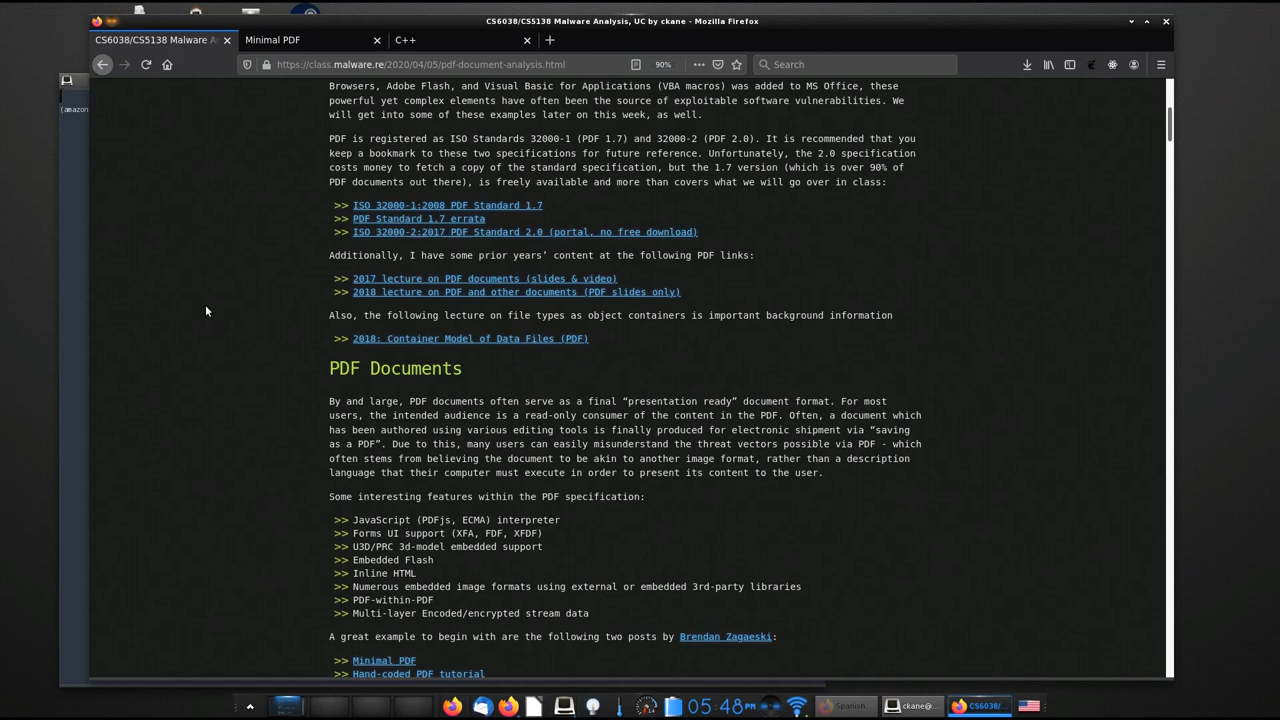 CS6038/CS5138 Malware Analysis, UC by ckane - Mozilla Firefox
CS6038/CS5138 Malware A
Minimal PDF
C++
https://class.malware.re/2020/04/05/pdf-document-analysis.html
90%
Search
(amazon
Browsers, Adobe Flash, and Visual Basic for Applications (VBA macros) was added to MS Office, these
powerful yet complex elements have often been the source of exploitable software vulnerabilities. We
will get into some of these examples later on this week, as well.
PDF is registered as ISO Standards 32000-1 (PDF 1.7) and 32000-2 (PDF 2.0). It is recommended that you
keep a bookmark to these two specifications for future reference. Unfortunately, the 2.0 specification
costs money to fetch a copy of the standard specification, but the 1.7 version (which is over 90% of
PDF documents out there), is freely available and more than covers what we will go over in class:
>> ISO 32000-1:2008 PDF Standard 1.7
>> PDF Standard 1.7 errata
>> ISO 32000-2:2017 PDF Standard 2.0 (portal, no free download)
Additionally, I have some prior years’ content at the following PDF links:
>> 2017 lecture on PDF documents (slides & video)
>> 2018 lecture on PDF and other documents (PDF slides only)
Also, the following lecture on file types as object containers is important background information
>> 2018: Container Model of Data Files (PDF)
PDF Documents
By and large, PDF documents often serve as a final “presentation ready” document format. For most
users, the intended audience is a read-only consumer of the content in the PDF. Often, a document which
has been authored using various editing tools is finally produced for electronic shipment via “saving
as a PDF”. Due to this, many users can easily misunderstand the threat vectors possible via PDF - which
often stems from believing the document to be akin to another image format, rather than a description
language that their computer must execute in order to present its content to the user.
Some interesting features within the PDF specification:
>> JavaScript (PDFjs, ECMA) interpreter
>> Forms UI support (XFA, FDF, XFDF)
>> U3D/PRC 3d-model embedded support
>> Embedded Flash
>> Inline HTML
>> Numerous embedded image formats using external or embedded 3rd-party libraries
>> PDF-within-PDF
>> Multi-layer Encoded/encrypted stream data
A great example to begin with are the following two posts by Brendan Zagaeski:
>> Minimal PDF
>> Hand-coded PDF tutorial
05:48PM
Spanish
ckane@...
CS6038/